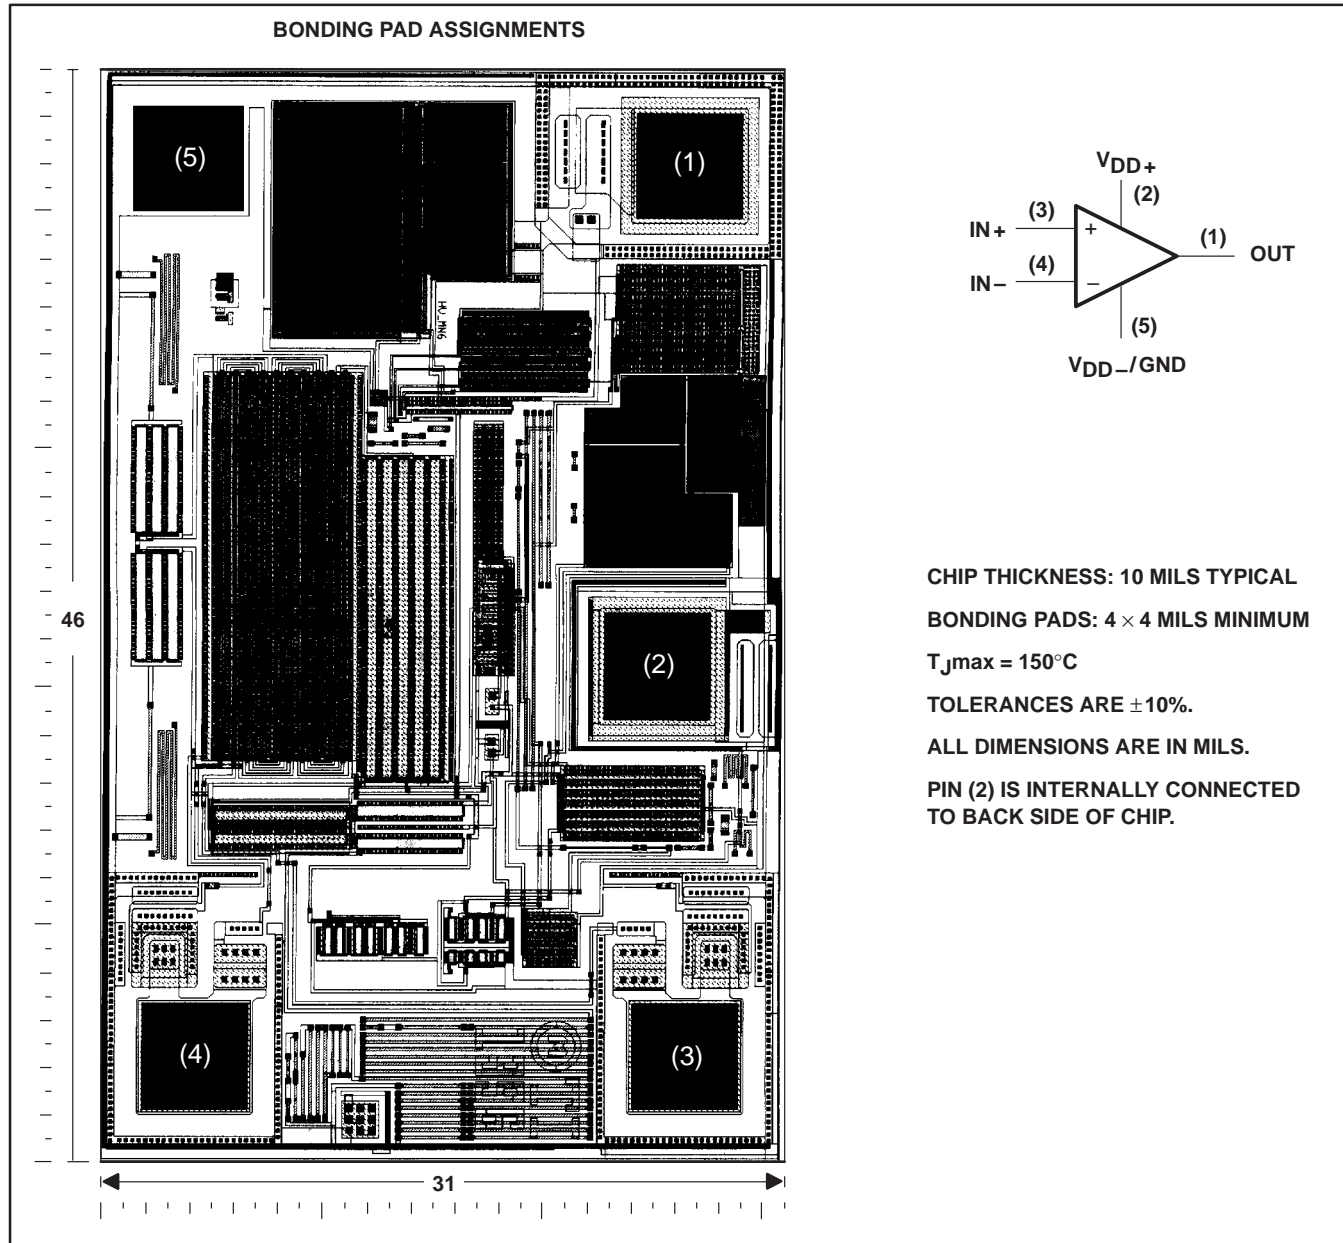 BONDING PAD ASSIGNMENTS
(5)
(1)
HU_MN6
46
(2)
(4)
(3)
31
VDD+
(2)
(3)
IN+
+
(1)
OUT
(4)
IN−
−
(5)
VDD−/GND
CHIP THICKNESS: 10 MILS TYPICAL
BONDING PADS: 4 × 4 MILS MINIMUM
TJmax = 150°C
TOLERANCES ARE ±10%.
ALL DIMENSIONS ARE IN MILS.
PIN (2) IS INTERNALLY CONNECTED
TO BACK SIDE OF CHIP.